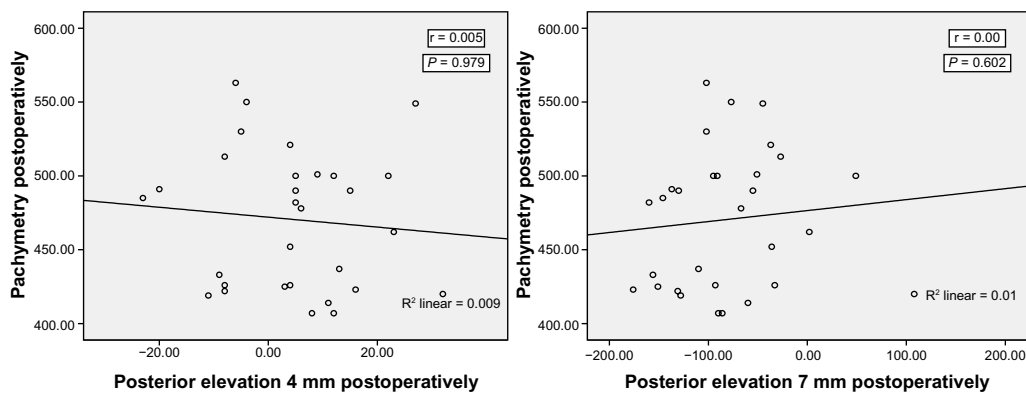 600.00
550.00
500.00
450.00
400.00
Pachymetry postoperatively
r = 0.005
P = 0.979
R² linear = 0.009
−20.00 0.00 20.00
Posterior elevation 4 mm postoperatively
600.00
550.00
500.00
450.00
400.00
Pachymetry postoperatively
r = 0.00
P = 0.602
R² linear = 0.01
−200.00 −100.00 0.00 100.00 200.00
Posterior elevation 7 mm postoperatively